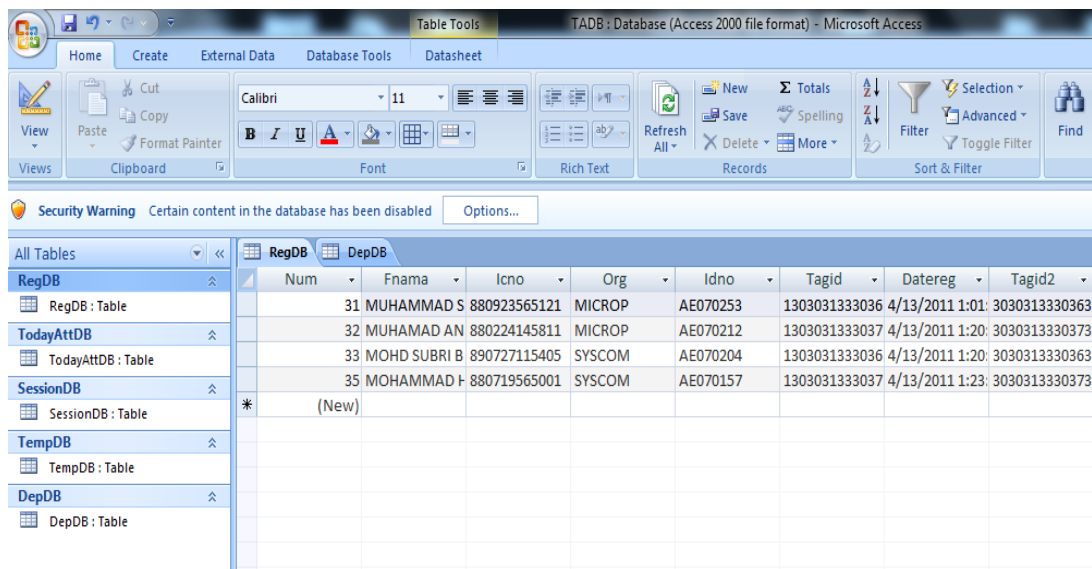 Table Tools TADB : Database (Access 2000 file format) - Microsoft Access
Home Create External Data Database Tools Datasheet
View
Views
Paste
Cut
Copy
Format Painter
Clipboard
Calibri 11
B I U A
Font
Rich Text
Refresh All
New
Save
Delete
Σ Totals
Spelling
More
Records
Filter
Selection
Advanced
Toggle Filter
Sort & Filter
Find
Security Warning Certain content in the database has been disabled Options...
All Tables
RegDB
RegDB : Table
TodayAttDB
TodayAttDB : Table
SessionDB
SessionDB : Table
TempDB
TempDB : Table
DepDB
DepDB : Table
RegDB DepDB
Num Fnama Icno Org Idno Tagid Datereg Tagid2
31 MUHAMMAD S 880923565121 MICROP AE070253 1303031333036 4/13/2011 1:01: 3030313330363
32 MUHAMAD AN 880224145811 MICROP AE070212 1303031333037 4/13/2011 1:20: 3030313330373
33 MOHD SUBRI B 890727115405 SYSCOM AE070204 1303031333036 4/13/2011 1:20: 3030313330363
35 MOHAMMAD H 880719565001 SYSCOM AE070157 1303031333037 4/13/2011 1:23: 3030313330373
(New)